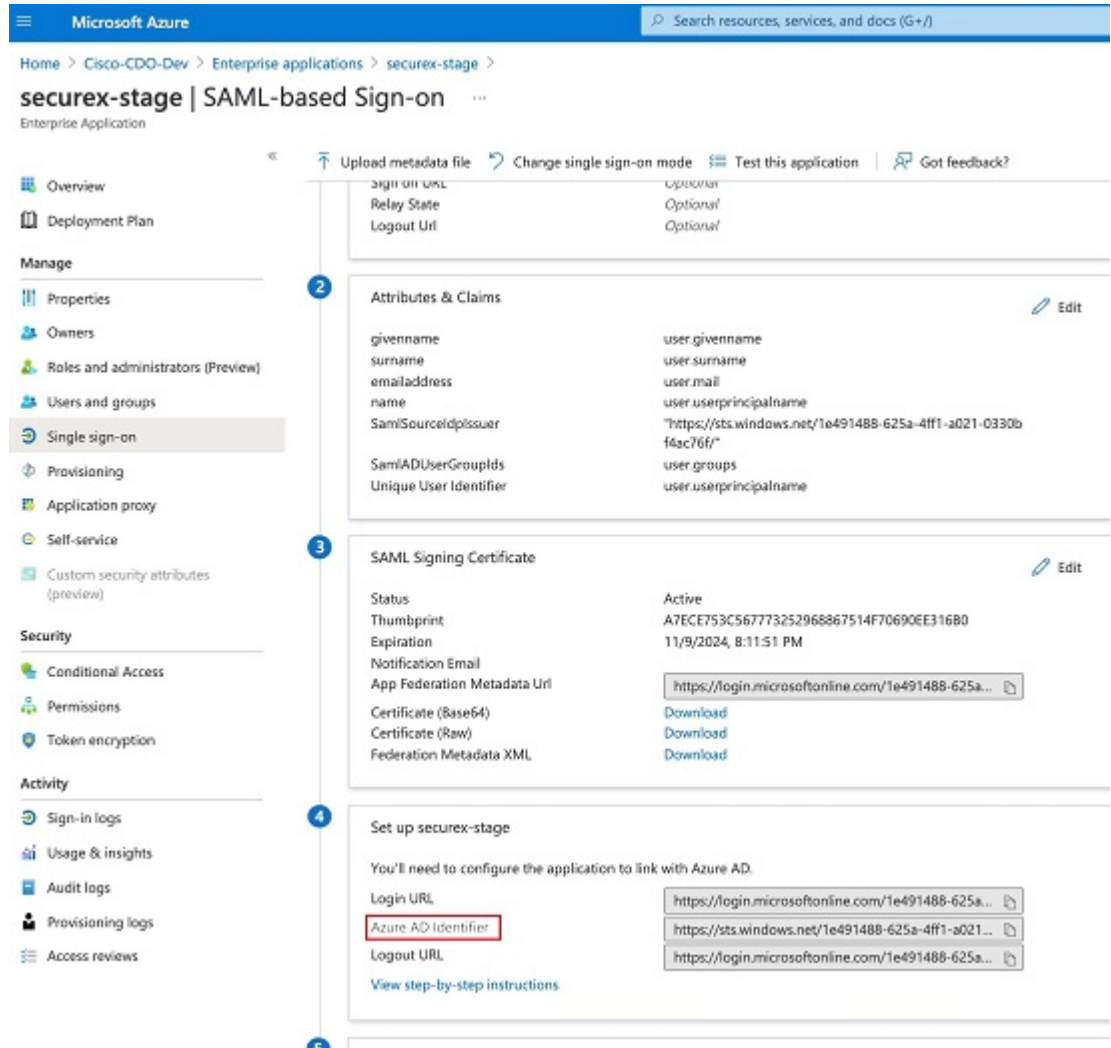 Microsoft Azure
Search resources, services, and docs (G+/)
Home > Cisco-CDO-Dev > Enterprise applications > securex-stage >
securex-stage | SAML-based Sign-on ...
Enterprise Application
Upload metadata file Change single sign-on mode Test this application Got feedback?
Overview
Deployment Plan
Manage
Properties
Owners
Roles and administrators (Preview)
Users and groups
Single sign-on
Provisioning
Application proxy
Self-service
Custom security attributes
(preview)
Security
Conditional Access
Permissions
Token encryption
Activity
Sign-in logs
Usage & insights
Audit logs
Provisioning logs
Access reviews
Sign on URL Optional
Relay State Optional
Logout Url Optional
2
Attributes & Claims
Edit
givenname user.givenname
surname user.surname
emailaddress user.mail
name user.userprincipalname
SamlSourceIdpIssuer "https://sts.windows.net/1e491488-625a-4ff1-a021-0330b
f4ac76f/"
SamlADUserGroupIds user.groups
Unique User Identifier user.userprincipalname
3
SAML Signing Certificate
Edit
Status Active
Thumbprint A7ECE753C567773252968867514F70690EE316B0
Expiration 11/9/2024, 8:11:51 PM
Notification Email
App Federation Metadata Url https://login.microsoftonline.com/1e491488-625a...
Certificate (Base64) Download
Certificate (Raw) Download
Federation Metadata XML Download
4
Set up securex-stage
You'll need to configure the application to link with Azure AD.
Login URL https://login.microsoftonline.com/1e491488-625a...
Azure AD Identifier https://sts.windows.net/1e491488-625a-4ff1-a021...
Logout URL https://login.microsoftonline.com/1e491488-625a...
View step-by-step instructions
5